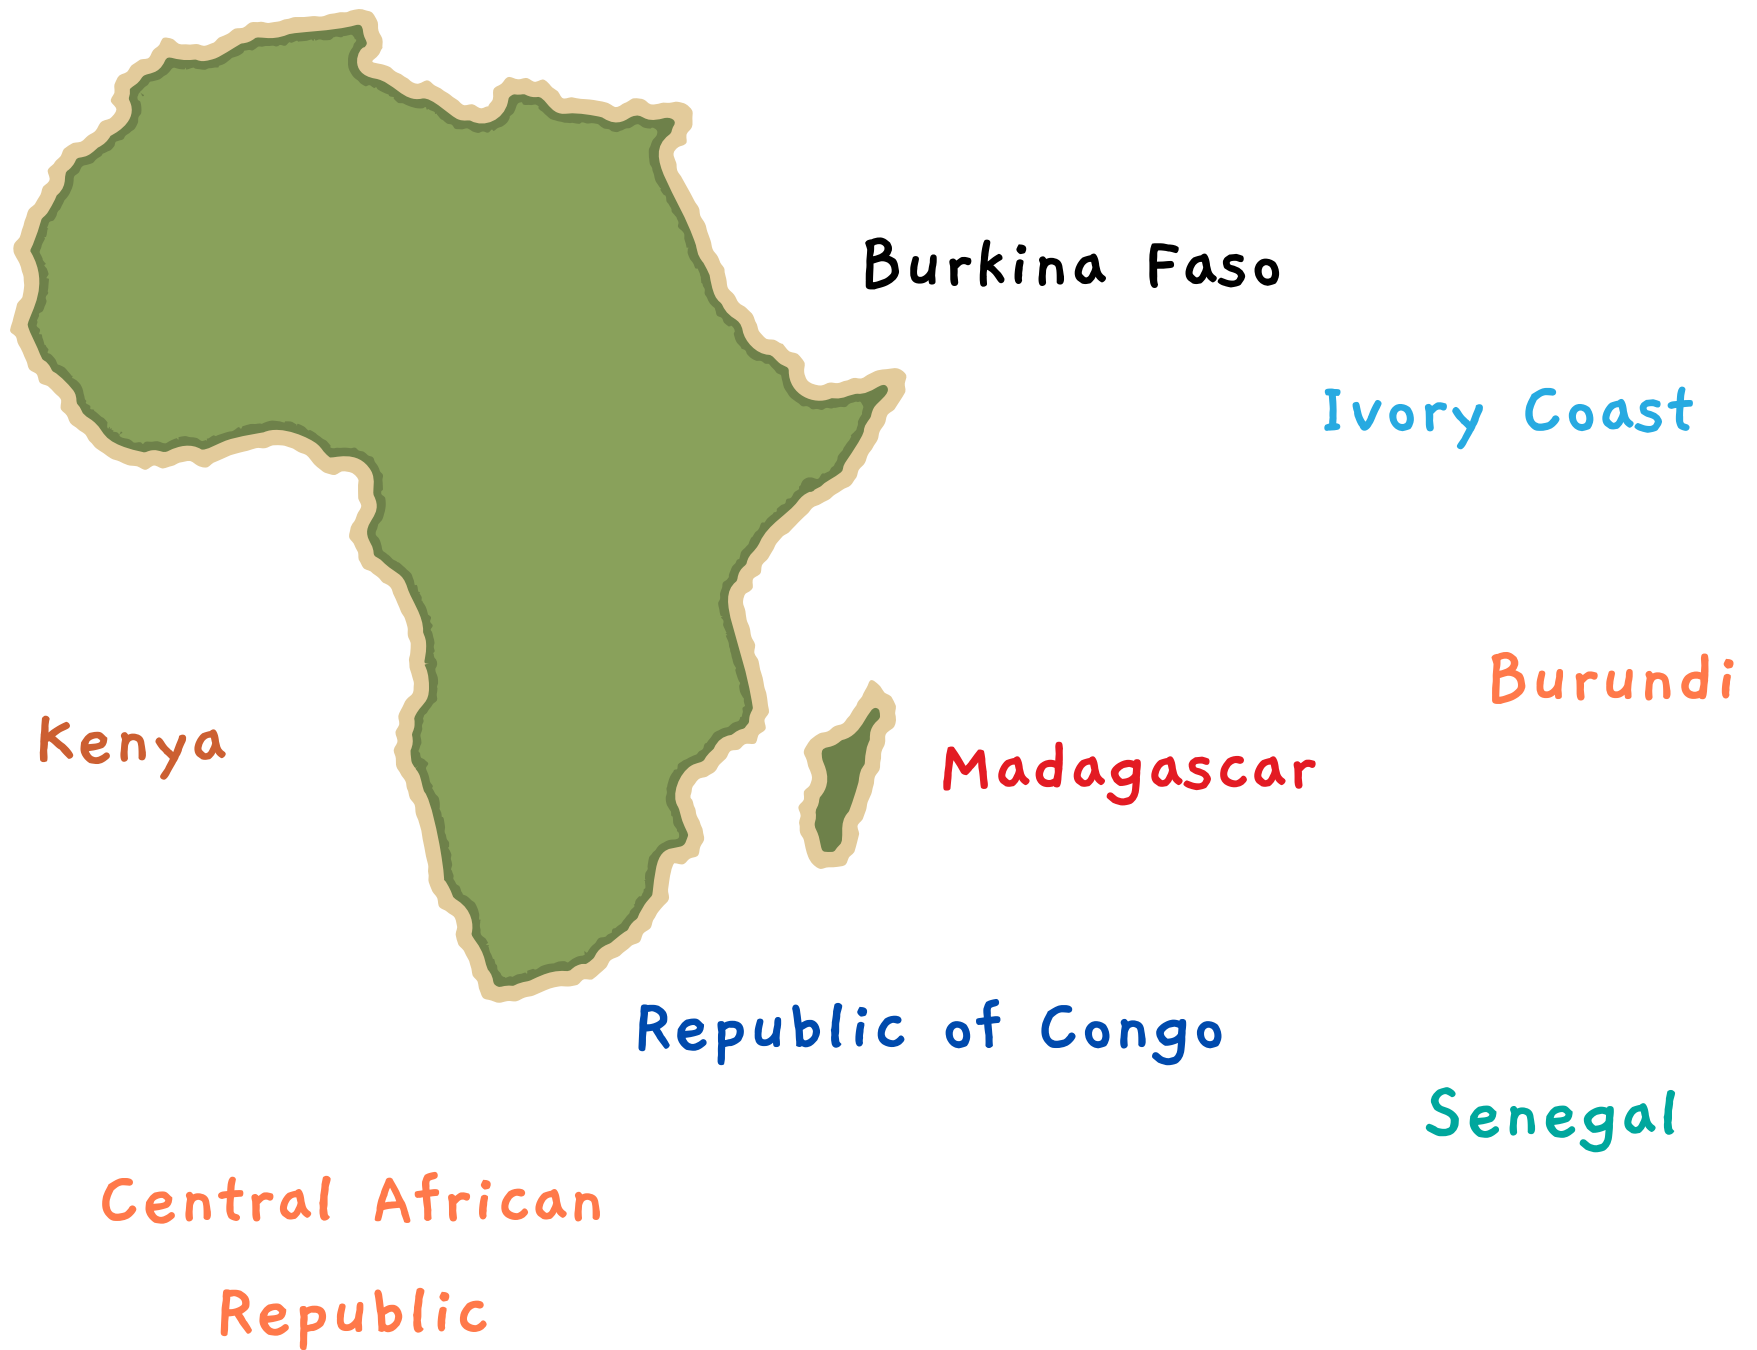 Burkina Faso
Ivory Coast
Burundi
Kenya
Madagascar
Republic of Congo
Senegal
Central African
Republic